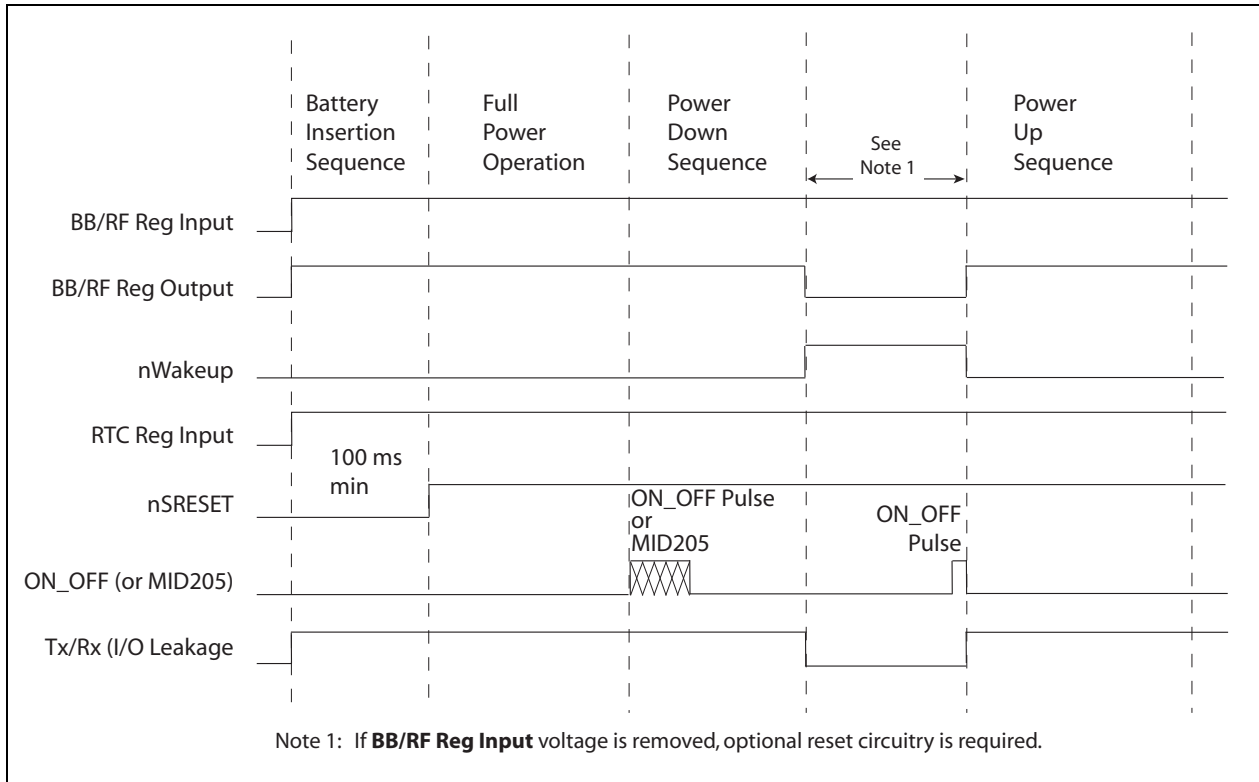 Battery
Insertion
Sequence
Full
Power
Operation
Power
Down
Sequence
See
Note 1
Power
Up
Sequence
BB/RF Reg Input
BB/RF Reg Output
nWakeup
RTC Reg Input
100 ms
min
nSRESET
ON_OFF Pulse
or
MID205
ON_OFF
Pulse
ON_OFF (or MID205)
Tx/Rx (I/O Leakage
Note 1: If BB/RF Reg Input voltage is removed, optional reset circuitry is required.